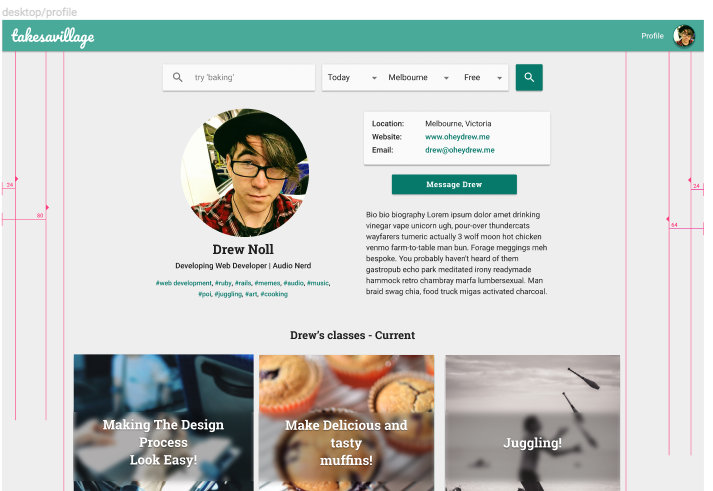 desktop/profile
takesavillage
Profile
try 'baking'
Today
Melbourne
Free
Location: Melbourne, Victoria
Website: www.oheydrew.me
Email: drew@oheydrew.me
Message Drew
24
60
24
64
Drew Noll
Developing Web Developer | Audio Nerd
#web development, #ruby, #rails, #memes, #audio, #music,
#poi, #juggling, #art, #cooking
Bio bio biography Lorem ipsum dolor amet drinking
vinegar vape unicorn ugh, pour-over thundercats
wayfarers tumeric actually 3 wolf moon hot chicken
venmo farm-to-table man bun. Forage meggings meh
bespoke. You probably haven't heard of them
gastropub echo park meditated irony readymade
hammock retro chambray marfa lumbersexual. Man
braid swag chia, food truck migas activated charcoal.
Drew's classes - Current
Making The Design
Process
Look Easy!
Make Delicious and
tasty
muffins!
Juggling!